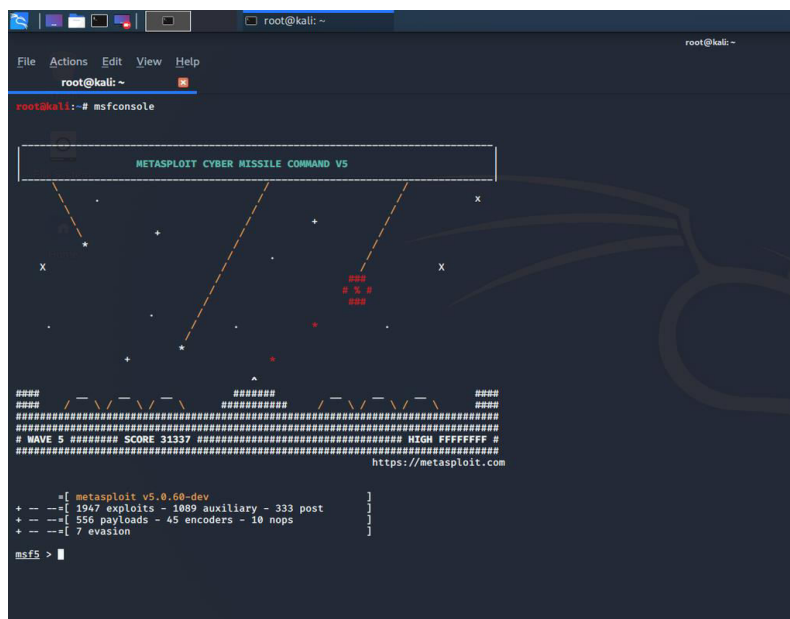 root@kali: ~
root@kali: ~
File Actions Edit View Help
root@kali: ~
root@kali:~# msfconsole
METASPLOIT CYBER MISSILE COMMAND V5
#### ####### ####
#### / \ / \ / \ ########### / \ / \ / \ ####
################################################################################
################################################################################
# WAVE 5 ######## SCORE 31337 ################################## HIGH FFFFFFFF #
################################################################################
https://metasploit.com
=[ metasploit v5.0.60-dev ]
+ -- --=[ 1947 exploits - 1089 auxiliary - 333 post ]
+ -- --=[ 556 payloads - 45 encoders - 10 nops ]
+ -- --=[ 7 evasion ]
msf5 >